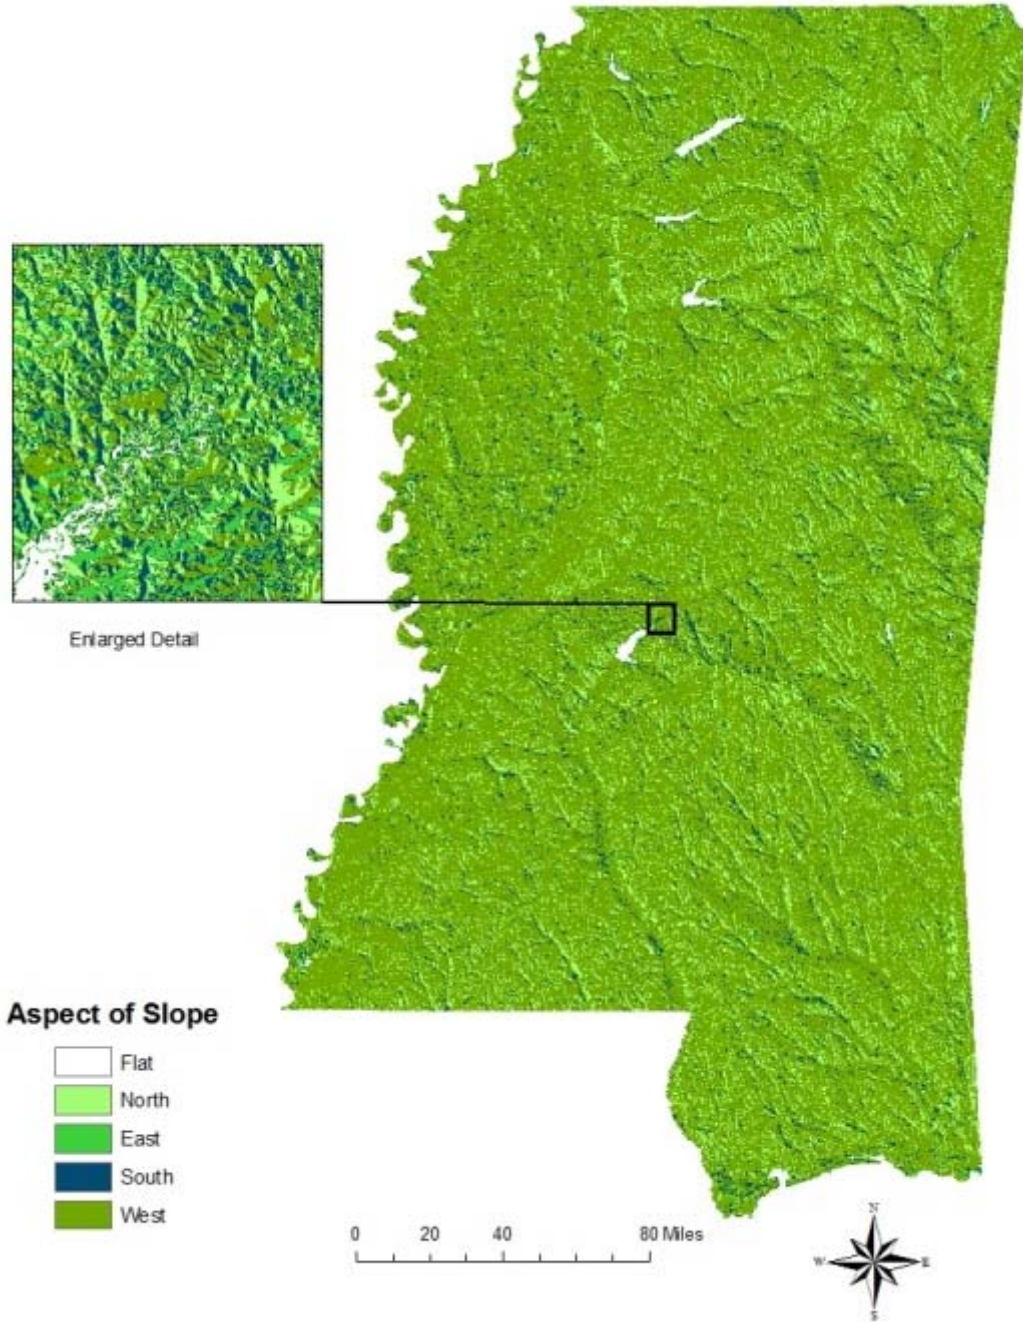 Enlarged Detail
Aspect of Slope
Flat
North
East
South
West
0 20 40 80 Miles
N
W E
S